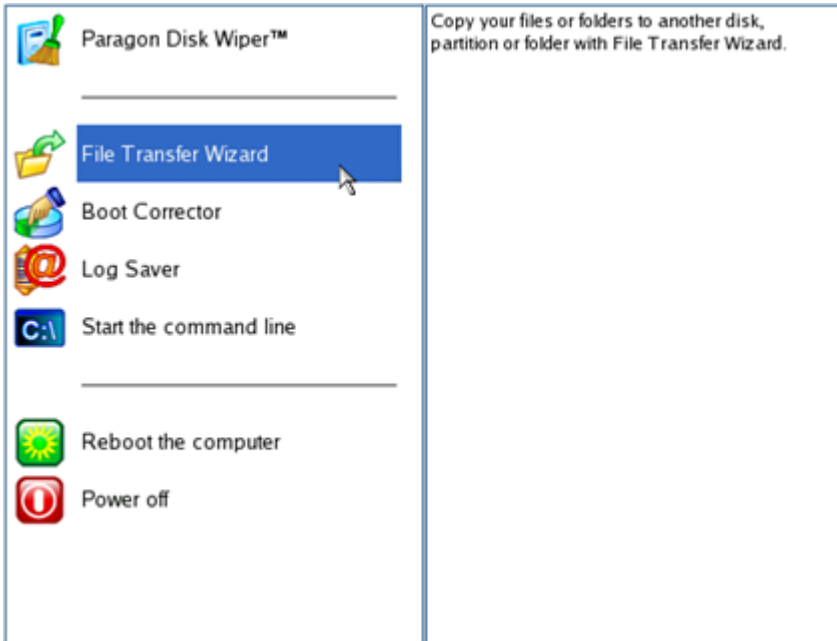 Paragon Disk Wiper™
File Transfer Wizard
Boot Corrector
Log Saver
C:\
Start the command line
Reboot the computer
Power off
Copy your files or folders to another disk,
partition or folder with File Transfer Wizard.